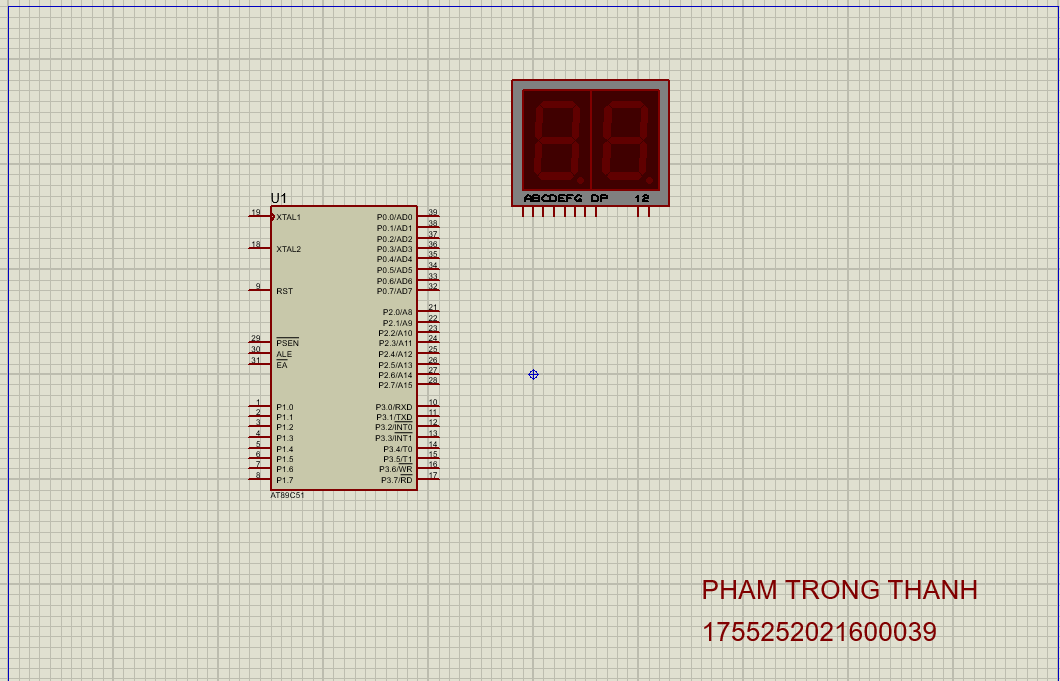 ABCDEFG DP 12
U1
19 XTAL1 P0.0/AD0 39
P0.1/AD1 38
P0.2/AD2 37
18 XTAL2 P0.3/AD3 36
P0.4/AD4 35
P0.5/AD5 34
P0.6/AD6 33
9 RST P0.7/AD7 32
P2.0/A8 21
P2.1/A9 22
P2.2/A10 23
29 PSEN P2.3/A11 24
30 ALE P2.4/A12 25
31 EA P2.5/A13 26
P2.6/A14 27
P2.7/A15 28
1 P1.0 P3.0/RXD 10
2 P1.1 P3.1/TXD 11
3 P1.2 P3.2/INT0 12
4 P1.3 P3.3/INT1 13
5 P1.4 P3.4/T0 14
6 P1.5 P3.5/T1 15
7 P1.6 P3.6/WR 16
8 P1.7 P3.7/RD 17
AT89C51
PHAM TRONG THANH
1755252021600039